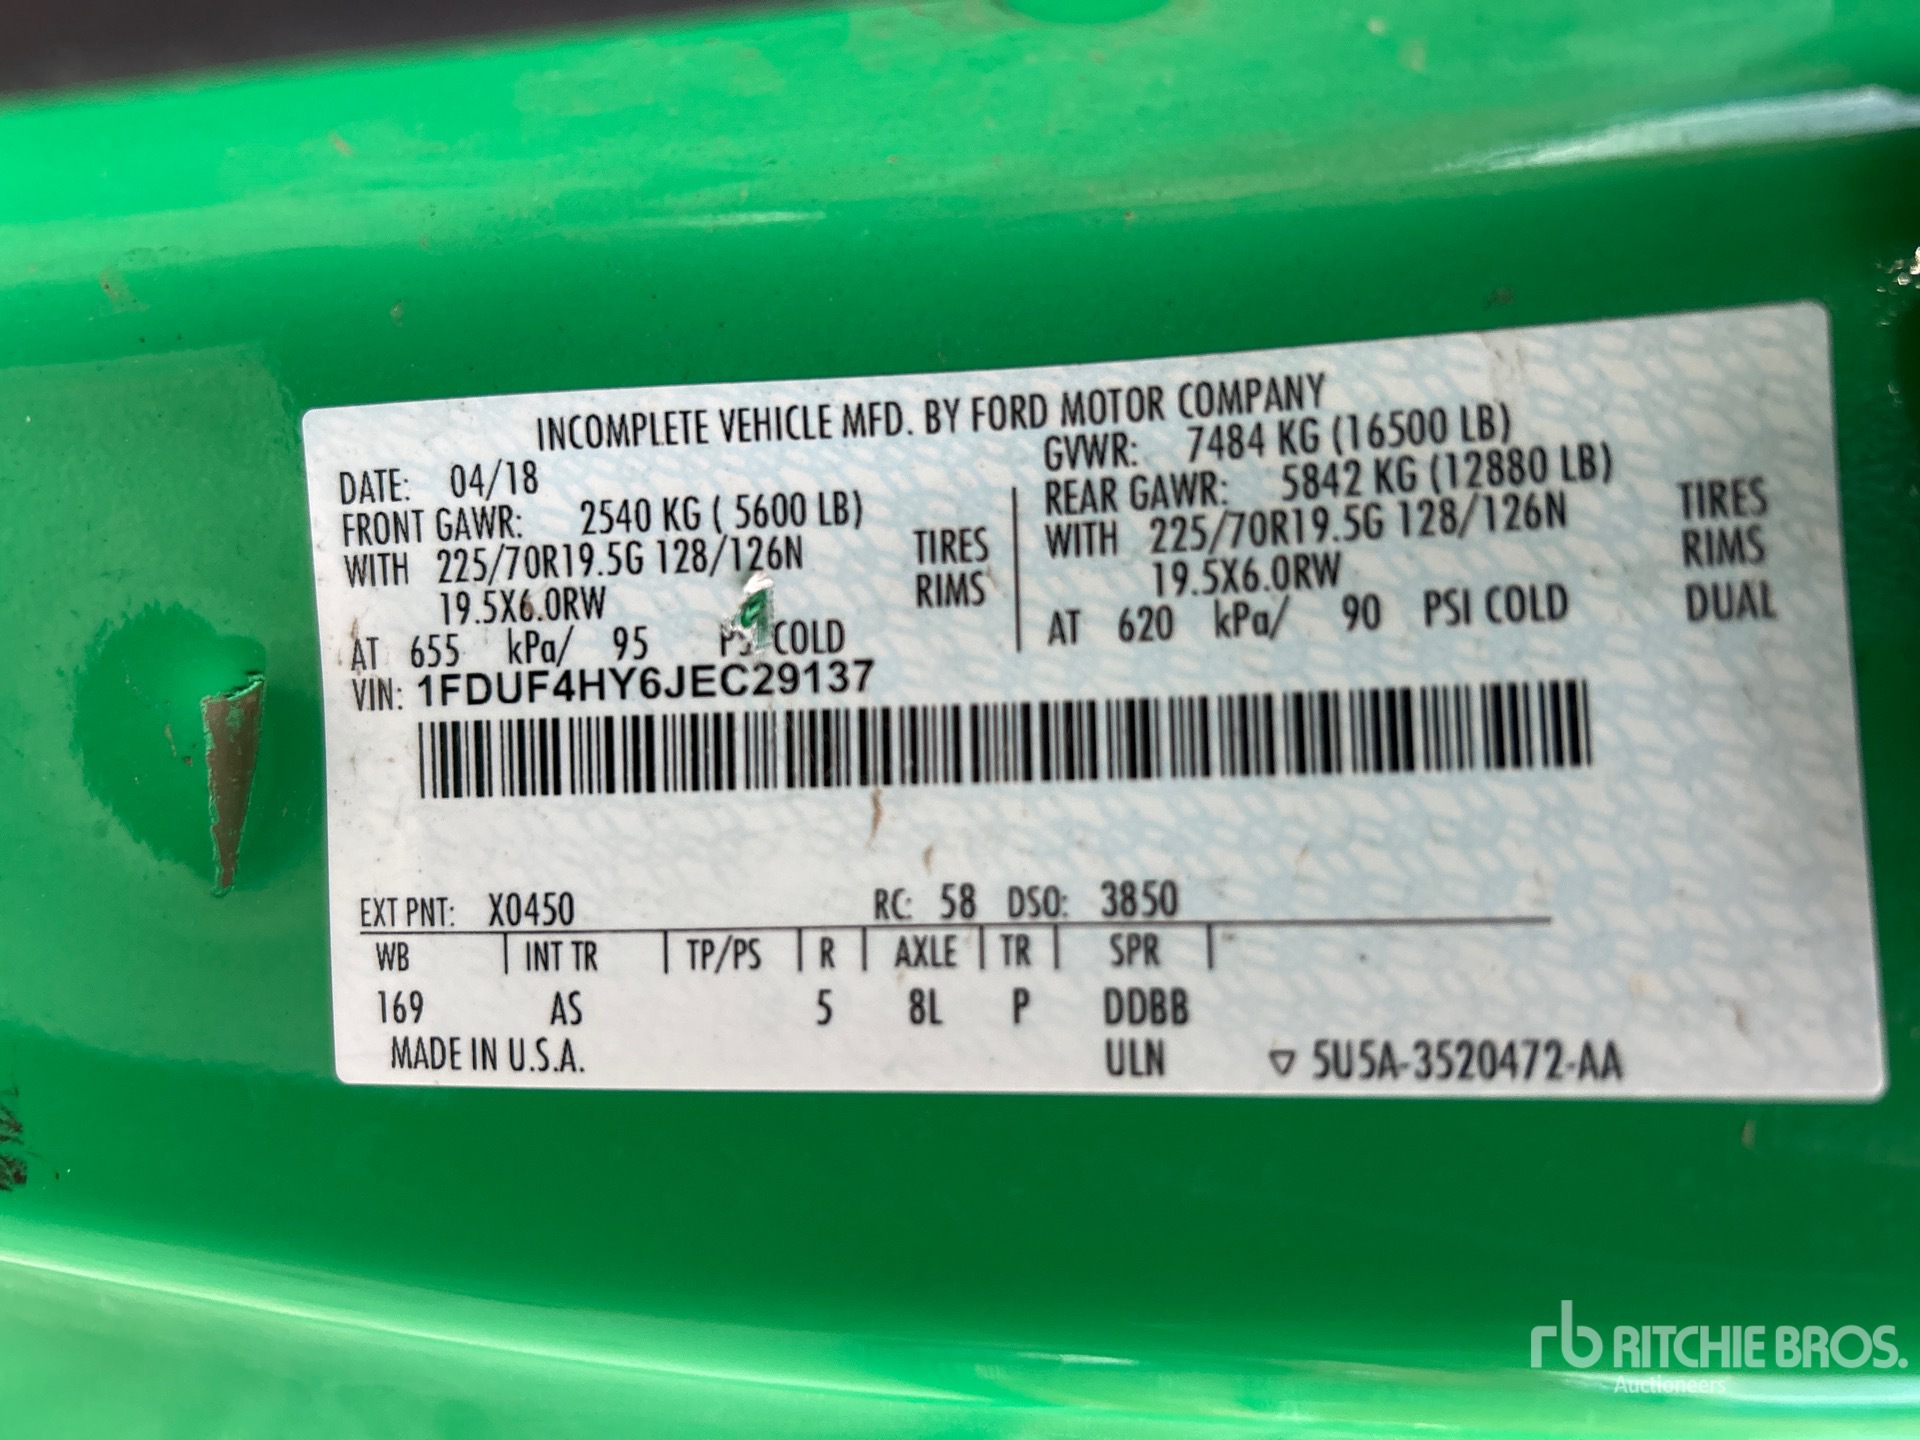 INCOMPLETE VEHICLE MFD. BY FORD MOTOR COMPANY
DATE: 04/18
GVWR: 7484 KG (16500 LB)
FRONT GAWR: 2540 KG ( 5600 LB)
REAR GAWR: 5842 KG (12880 LB)
WITH 225/70R19.5G 128/126N TIRES
WITH 225/70R19.5G 128/126N TIRES
19.5X6.0RW RIMS
19.5X6.0RW RIMS
AT 655 kPa/ 95 PSI COLD
AT 620 kPa/ 90 PSI COLD DUAL
VIN: 1FDUF4HY6JEC29137
EXT PNT: X0450 RC: 58 DSO: 3850
WB INT TR TP/PS R AXLE TR SPR
169 AS 5 8L P DDBB
MADE IN U.S.A. ULN ▽ 5U5A-3520472-AA
rb RITCHIE BROS.
Auctioneers